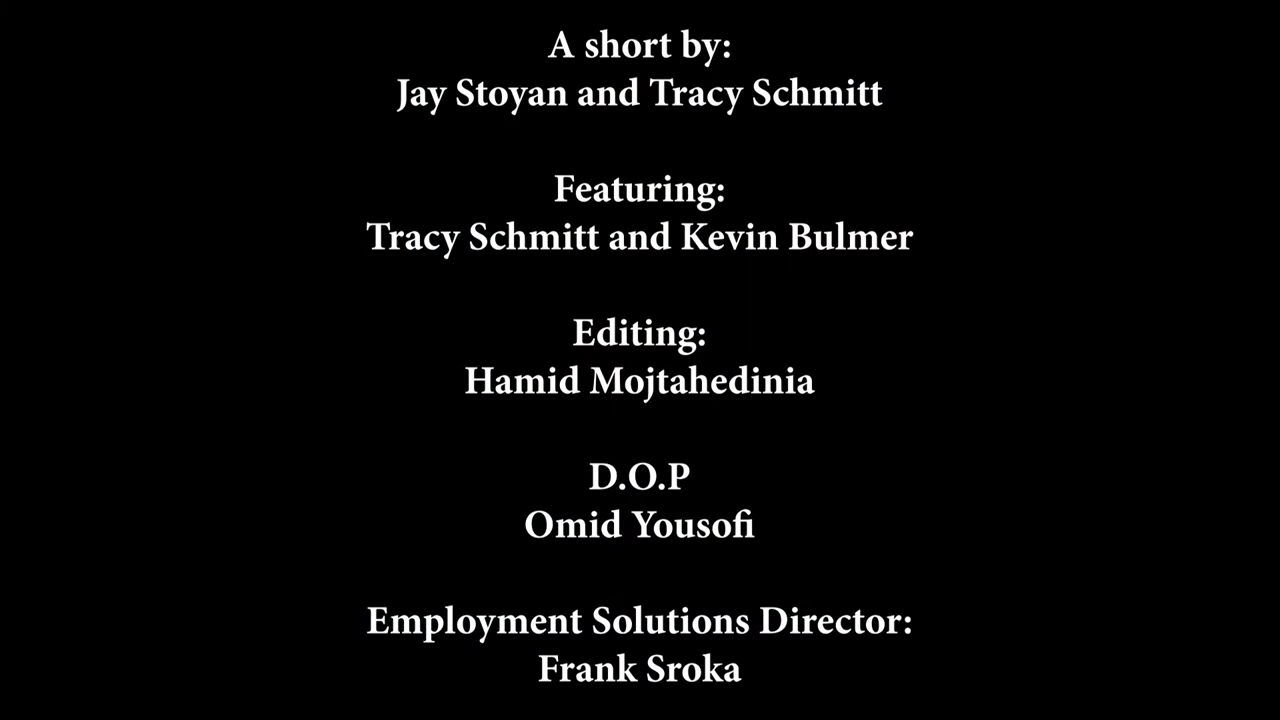 A short by:
Jay Stoyan and Tracy Schmitt
Featuring:
Tracy Schmitt and Kevin Bulmer
Editing:
Hamid Mojtahedinia
D.O.P
Omid Yousofi
Employment Solutions Director:
Frank Sroka